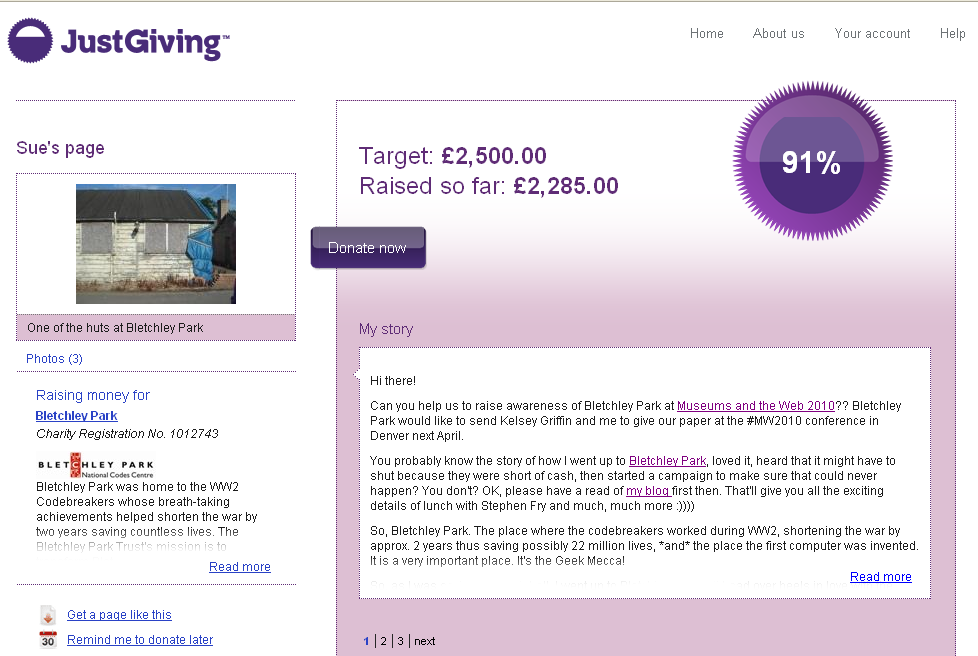 JustGiving™
Home About us Your account Help
Sue's page
One of the huts at Bletchley Park
Photos (3)
Raising money for
Bletchley Park
Charity Registration No. 1012743
BLETCHLEY PARK
National Codes Centre
Bletchley Park was home to the WW2
Codebreakers whose breath-taking
achievements helped shorten the war by
two years saving countless lives. The
Bletchley Park Trust's mission is to
Read more
Get a page like this
30
Remind me to donate later
Target: £2,500.00
Raised so far: £2,285.00
91%
Donate now
My story
Hi there!
Can you help us to raise awareness of Bletchley Park at Museums and the Web 2010?? Bletchley
Park would like to send Kelsey Griffin and me to give our paper at the #MW2010 conference in
Denver next April.
You probably know the story of how I went up to Bletchley Park, loved it, heard that it might have to
shut because they were short of cash, then started a campaign to make sure that could never
happen? You don't? OK, please have a read of my blog first then. That'll give you all the exciting
details of lunch with Stephen Fry and much, much more :))))
So, Bletchley Park. The place where the codebreakers worked during WW2, shortening the war by
approx. 2 years thus saving possibly 22 million lives, *and* the place the first computer was invented.
It is a very important place. It's the Geek Mecca!
Read more
1 | 2 | 3 | next